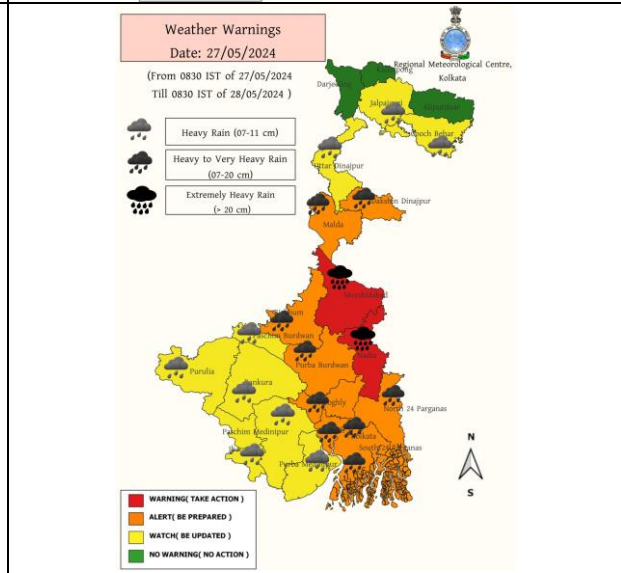 Weather Warnings
Date: 27/05/2024
(From 0830 IST of 27/05/2024
Till 0830 IST of 28/05/2024 )
Regional Meteorological Centre,
Kolkata
Heavy Rain (07-11 cm)
Heavy to Very Heavy Rain
(07-20 cm)
Extremely Heavy Rain
(> 20 cm)
Darjeeling
Jalpaiguri
Alipurduar
Cooch Behar
Uttar Dinajpur
Dakshin Dinajpur
Malda
Murshidabad
Paschim Burdwan
Nadia
Purba Burdwan
Purulia
Bankura
North 24 Parganas
Paschim Medinipur
Kolkata
South 24 Parganas
Purba Medinipur
N
S
WARNING( TAKE ACTION )
ALERT( BE PREPARED )
WATCH( BE UPDATED )
NO WARNING( NO ACTION )